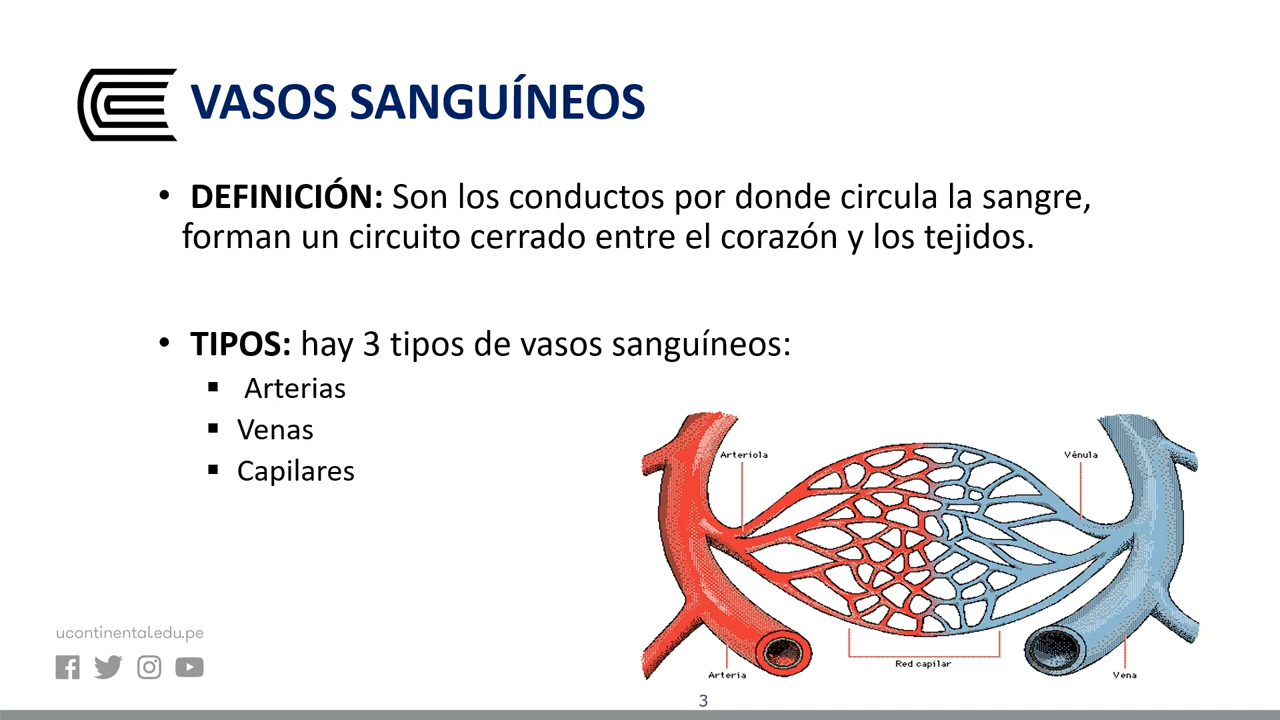 VASOS SANGUÍNEOS
• DEFINICIÓN: Son los conductos por donde circula la sangre,
forman un circuito cerrado entre el corazón y los tejidos.
• TIPOS: hay 3 tipos de vasos sanguíneos:
▪ Arterias
▪ Venas
▪ Capilares
Arteriola
Vénula
Red capilar
Arteria
Vena
ucontinental.edu.pe
3